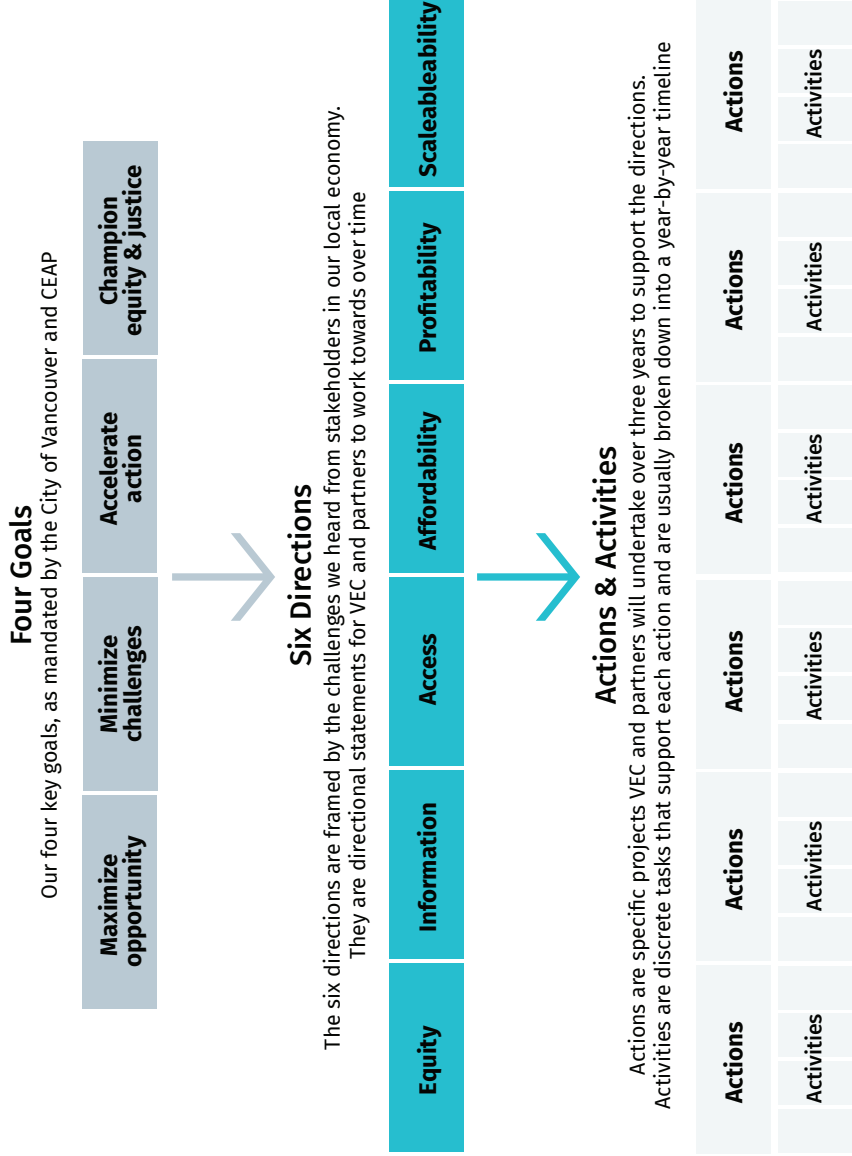 Four Goals
Our four key goals, as mandated by the City of Vancouver and CEAP
Maximize
opportunity
Minimize
challenges
Accelerate
action
Champion
equity & justice
Six Directions
The six directions are framed by the challenges we heard from stakeholders in our local economy.
They are directional statements for VEC and partners to work towards over time
Equity
Information
Access
Affordability
Profitability
Scaleableability
Actions & Activities
Actions are specific projects VEC and partners will undertake over three years to support the directions.
Activities are discrete tasks that support each action and are usually broken down into a year-by-year timeline
Actions
Actions
Actions
Actions
Actions
Actions
Activities
Activities
Activities
Activities
Activities
Activities